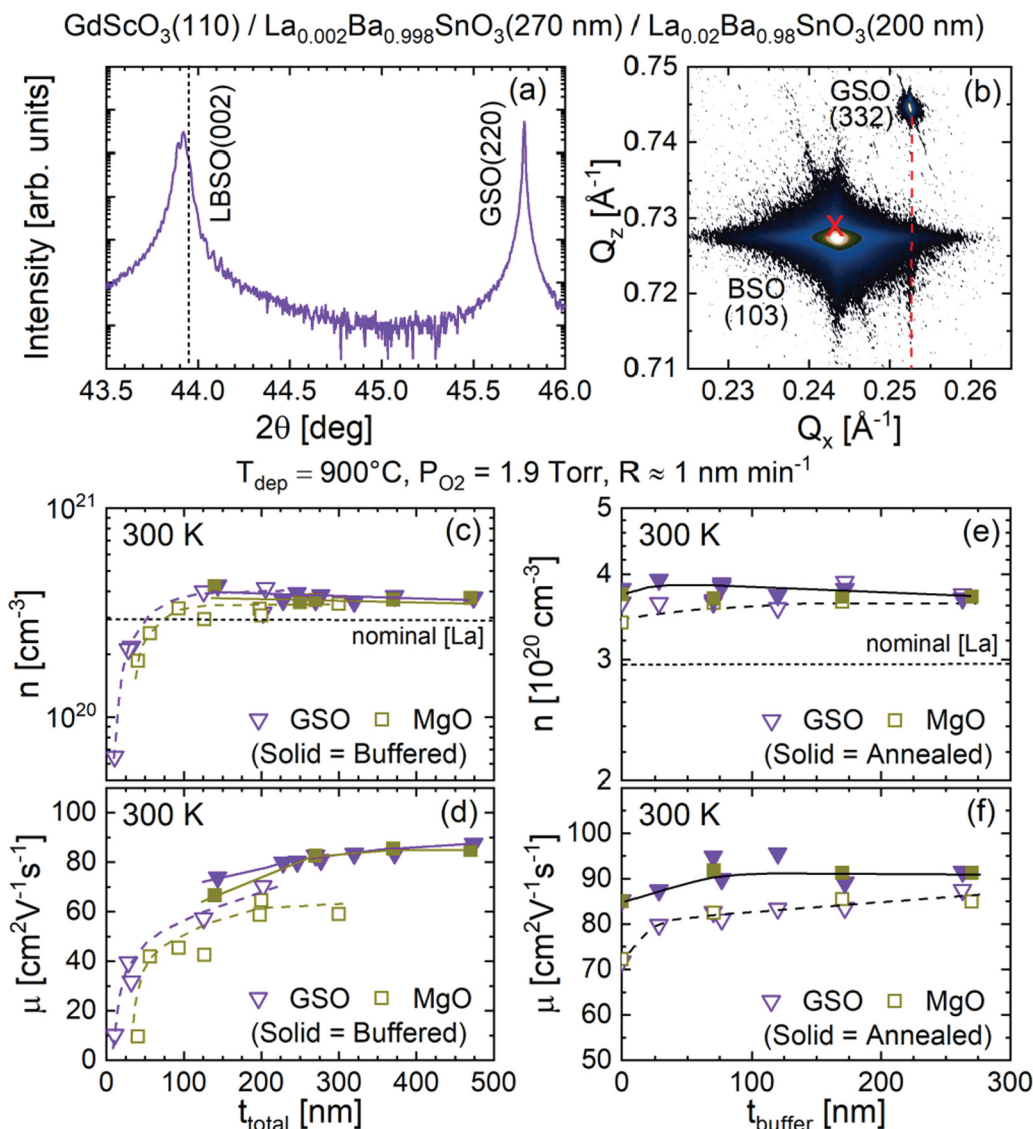 GdScO3(110) / La0.002Ba0.998SnO3(270 nm) / La0.02Ba0.98SnO3(200 nm)
(a)
Intensity [arb. units]
LBSO(002)
GSO(220)
43.5 44.0 44.5 45.0 45.5 46.0
2θ [deg]
(b)
0.75
0.74
0.73
0.72
0.71
Qz [Å-1]
GSO
(332)
X
BSO
(103)
0.23 0.24 0.25 0.26
Qx [Å-1]
Tdep = 900°C, PO2 = 1.9 Torr, R ≈ 1 nm min-1
(c)
300 K
10^21
10^20
n [cm-3]
nominal [La]
GSO MgO
(Solid = Buffered)
(e)
300 K
5
4
3
2
n [10^20 cm-3]
nominal [La]
GSO MgO
(Solid = Annealed)
(d)
300 K
100
80
60
40
20
0
μ [cm2V-1s-1]
GSO MgO
(Solid = Buffered)
0 100 200 300 400 500
ttotal [nm]
(f)
300 K
100
90
80
70
60
50
μ [cm2V-1s-1]
GSO MgO
(Solid = Annealed)
0 100 200 300
tbuffer [nm]